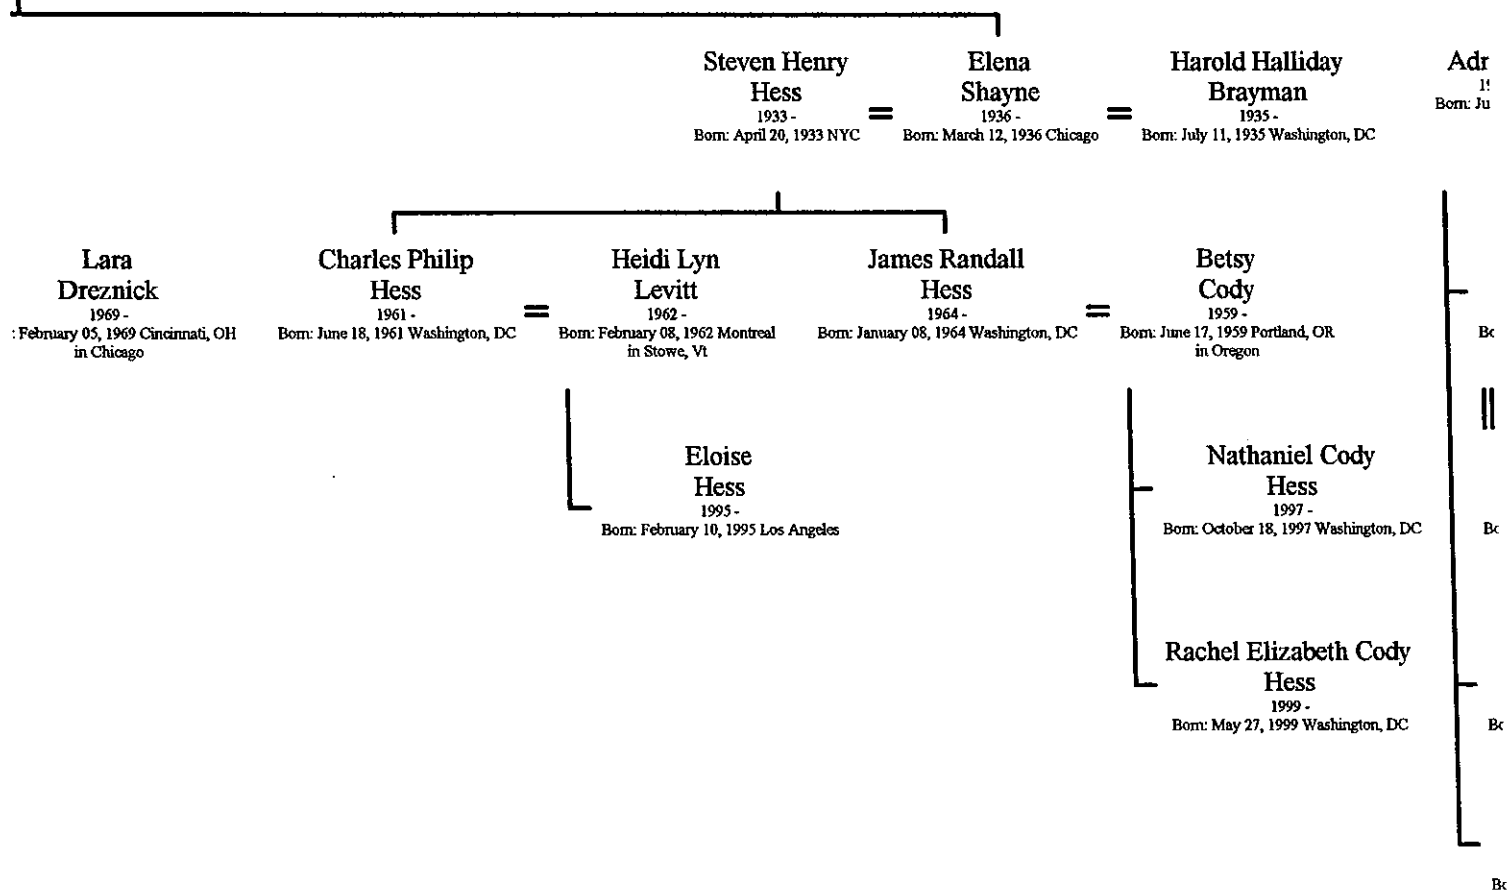 Steven Henry
Hess
1933 -
Born: April 20, 1933 NYC
=
Elena
Shayne
1936 -
Born: March 12, 1936 Chicago
=
Harold Halliday
Brayman
1935 -
Born: July 11, 1935 Washington, DC
Adr
Born: Ju
Lara
Dreznick
1969 -
: February 05, 1969 Cincinnati, OH
in Chicago
Charles Philip
Hess
1961 -
Born: June 18, 1961 Washington, DC
=
Heidi Lyn
Levitt
1962 -
Born: February 08, 1962 Montreal
in Stowe, Vt
James Randall
Hess
1964 -
Born: January 08, 1964 Washington, DC
=
Betsy
Cody
1959 -
Born: June 17, 1959 Portland, OR
in Oregon
Eloise
Hess
1995 -
Born: February 10, 1995 Los Angeles
Nathaniel Cody
Hess
1997 -
Born: October 18, 1997 Washington, DC
Rachel Elizabeth Cody
Hess
1999 -
Born: May 27, 1999 Washington, DC